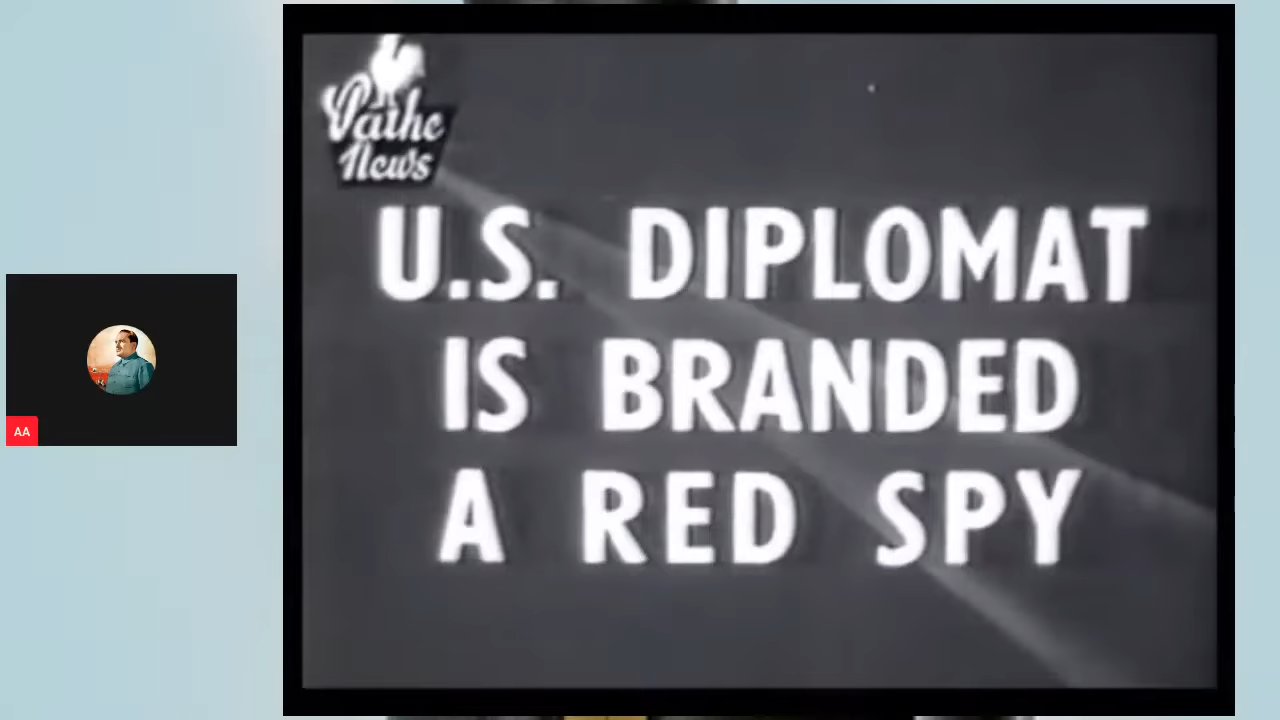 Pathe
News
U.S. DIPLOMAT
IS BRANDED
A RED SPY
AA